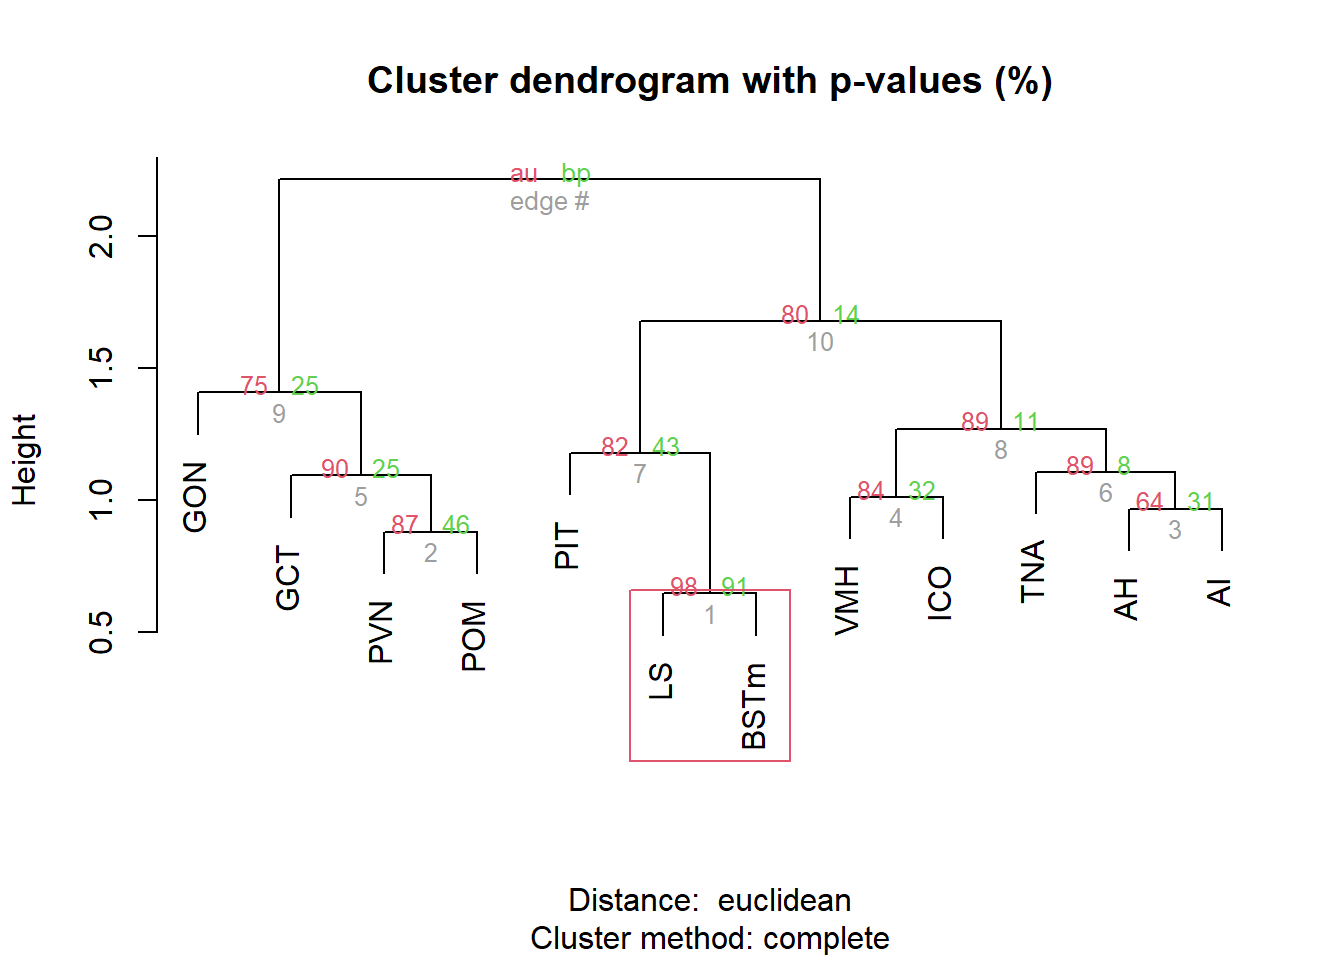 Cluster dendrogram with p-values (%)
au bp
edge #
2.0
80 14
10
1.5
75 25
9
89 11
8
82 43
7
89 8
6
90 25
5
Height
1.0
84 32
4
64 31
3
87 46
2
98 91
1
0.5
GON
GCT
PVN
POM
PIT
LS
BSTm
VMH
ICO
TNA
AH
AI
Distance: euclidean
Cluster method: complete